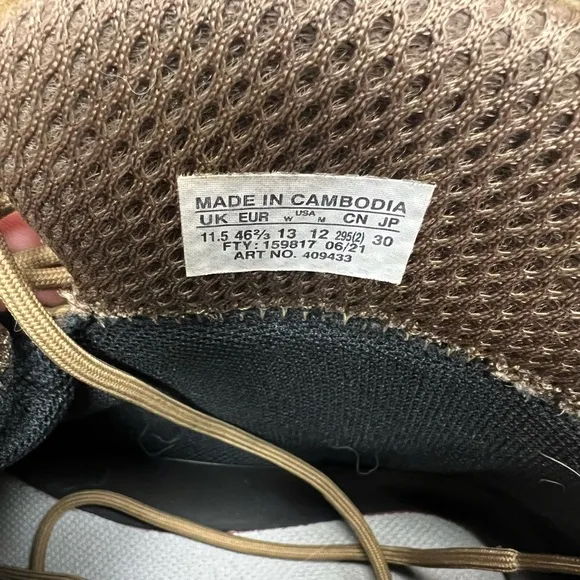 MADE IN CAMBODIA
UK EUR W USA M CN JP
11.5 46⅔ 13 12 295(2) 30
FTY: 159817 06/21
ART NO. 409433